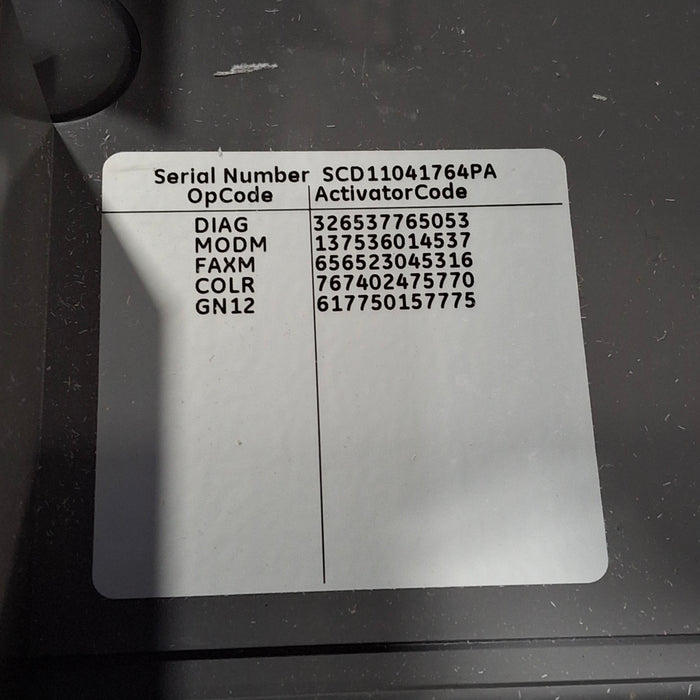 Serial Number SCD11041764PA
OpCode ActivatorCode
DIAG 326537765053
MODM 137536014537
FAXM 656523045316
COLR 767402475770
GN12 617750157775